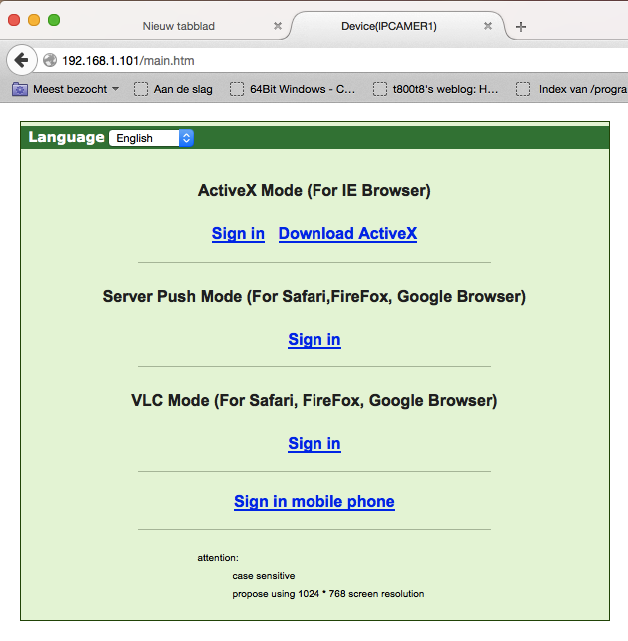 Nieuw tabblad
Device(IPCAMER1)
192.168.1.101/main.htm
Meest bezocht Aan de slag 64Bit Windows - C... t800t8's weblog: H... Index van /progra
Language English
ActiveX Mode (For IE Browser)
Sign in Download ActiveX
Server Push Mode (For Safari,FireFox, Google Browser)
Sign in
VLC Mode (For Safari, FireFox, Google Browser)
Sign in
Sign in mobile phone
attention:
case sensitive
propose using 1024 * 768 screen resolution